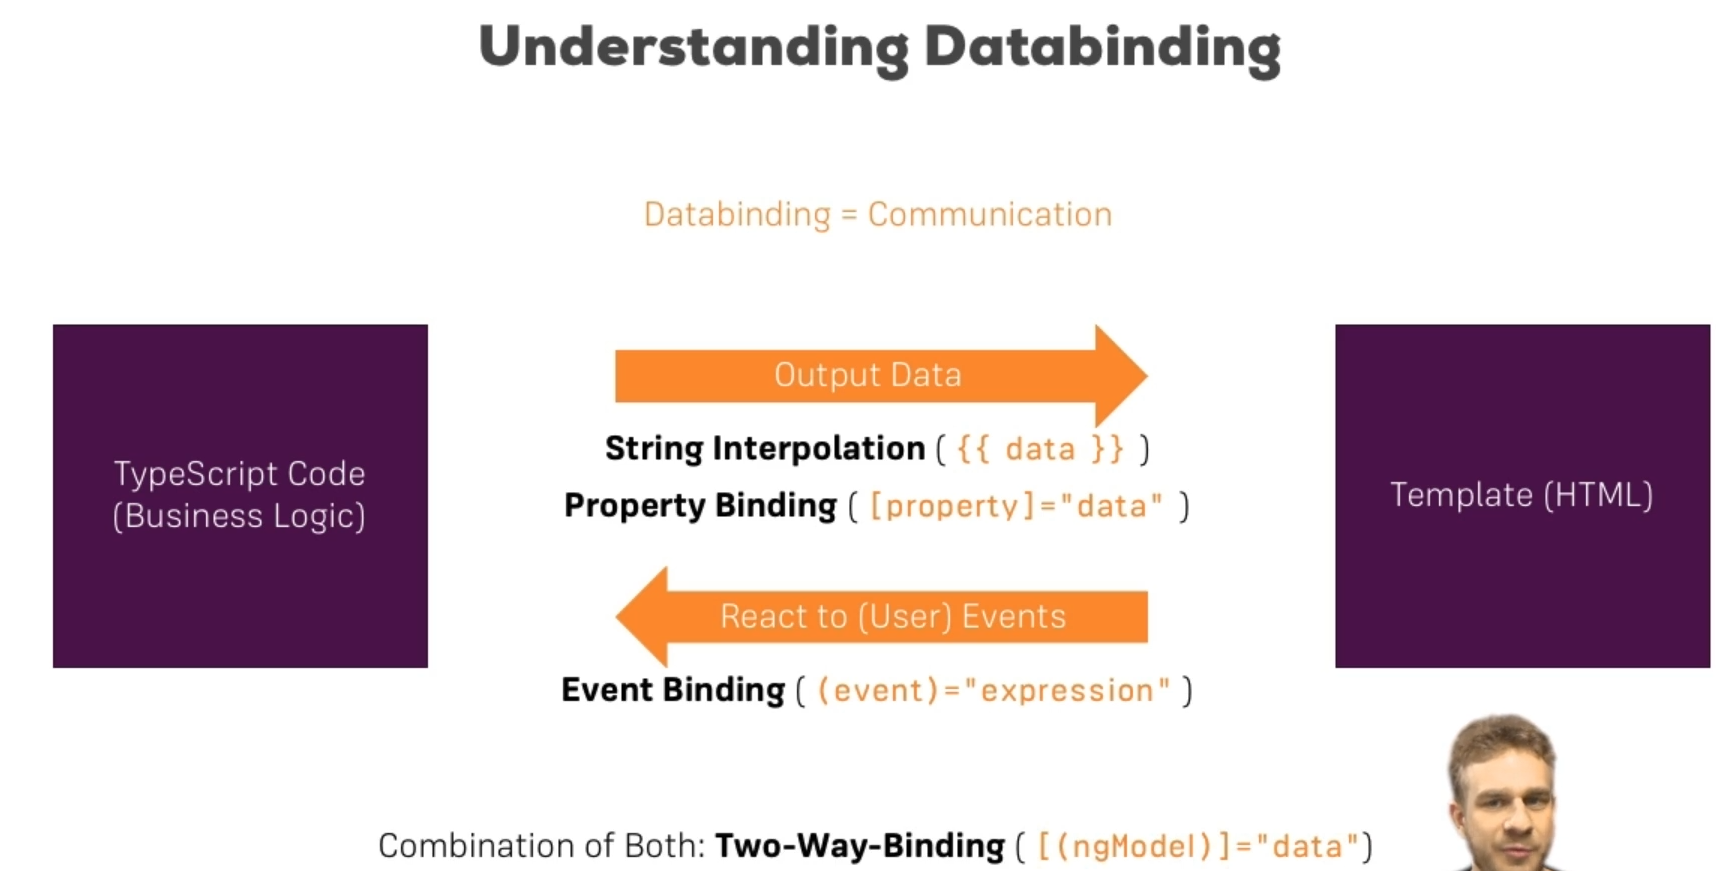 Understanding Databinding
Databinding = Communication
Output Data
String Interpolation ( {{ data }} )
Property Binding ( [property]="data" )
TypeScript Code
(Business Logic)
Template (HTML)
React to (User) Events
Event Binding ( (event)="expression" )
Combination of Both: Two-Way-Binding ( [(ngModel)]="data")